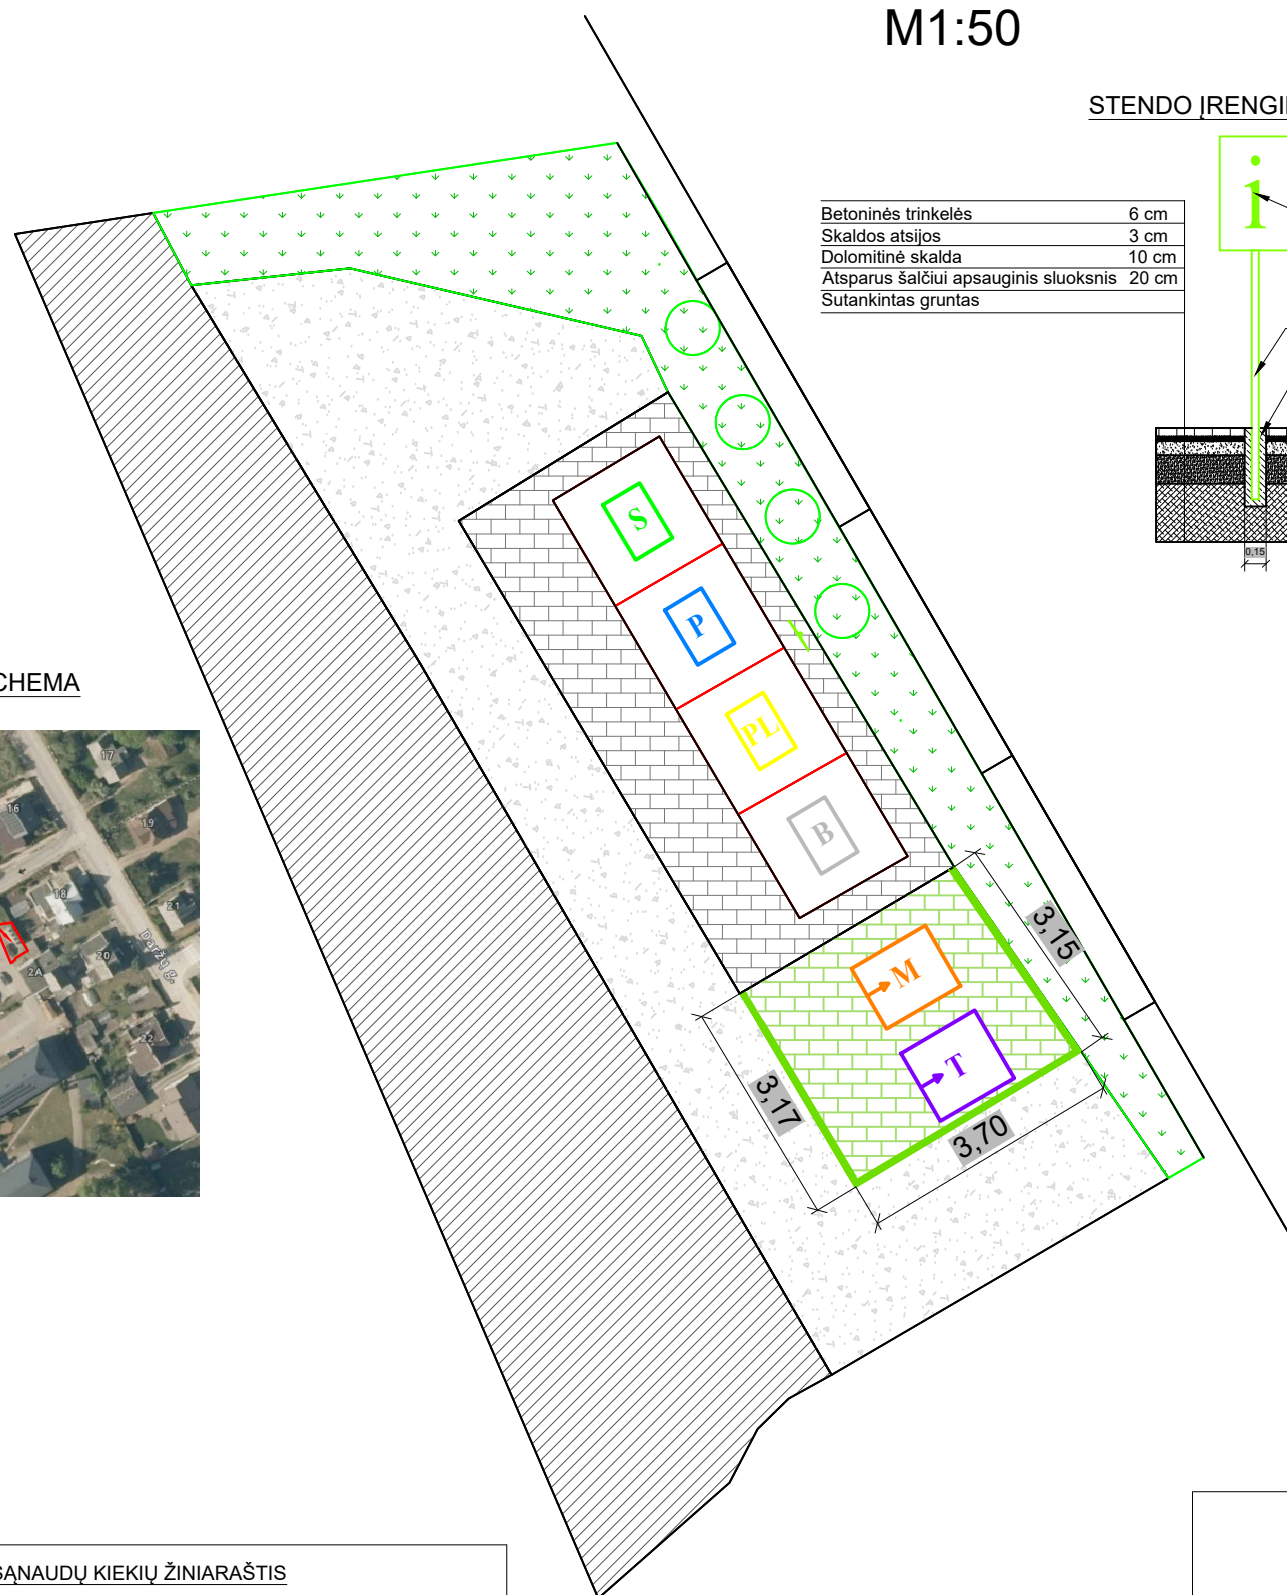 M1:50
STENDO ĮRENGI
i
Betoninės trinkelės 6 cm
Skaldos atsijos 3 cm
Dolomitinė skalda 10 cm
Atsparus šalčiui apsauginis sluoksnis 20 cm
Sutankintas gruntas
0,15
S
P
PL
B
CHEMA
17
16
19
18
21
20
2A
Daržų g.
22
M
T
3,15
3,17
3,70
SĄNAUDŲ KIEKIŲ ŽINIARAŠTIS